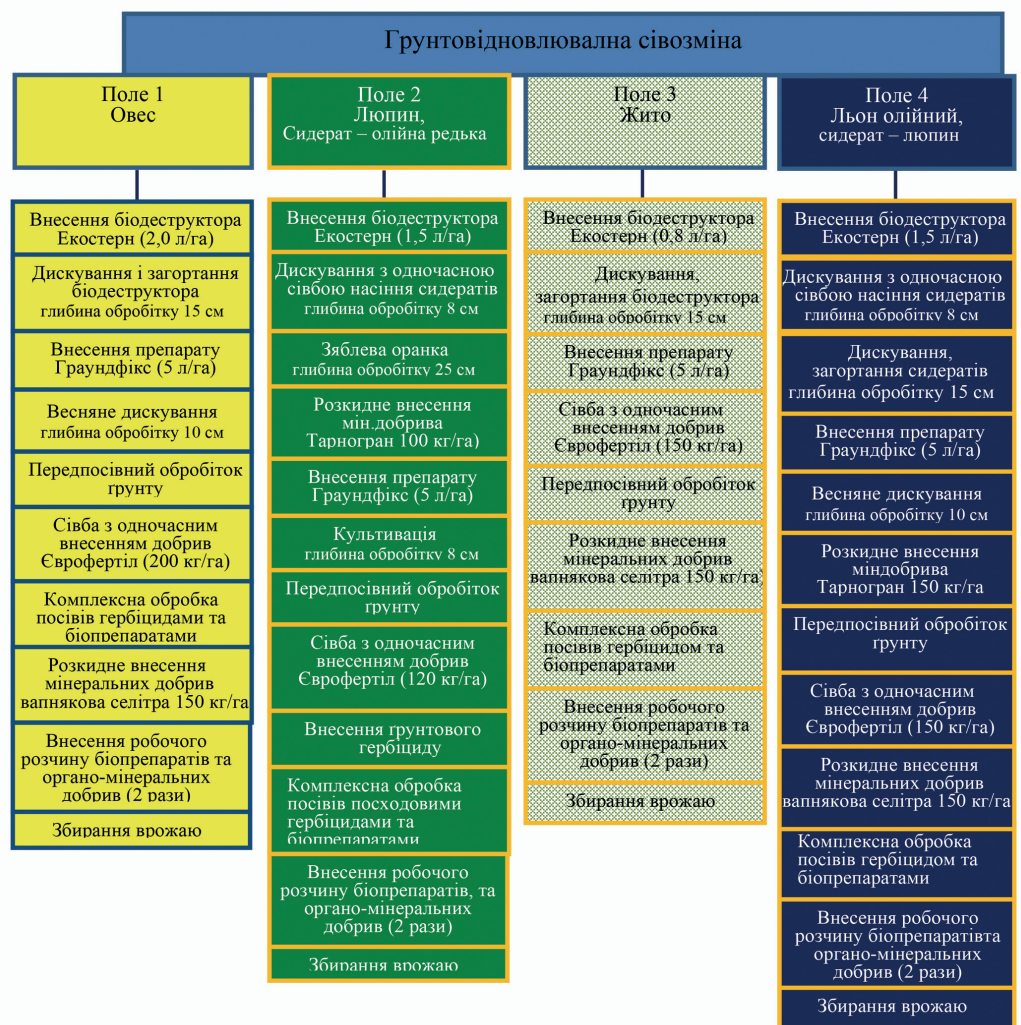 Грунтовідновлювальна сівозміна
Поле 1
Овес
Внесення біодеструктора
Екостерн (2,0 л/га)
Дискування і загортання
біодеструктора
глибина обробітку 15 см
Внесення препарату
Граундфікс (5 л/га)
Весняне дискування
глибина обробітку 10 см
Передпосівний обробіток
ґрунту
Сівба з одночасним
внесенням добрив
Єврофертіл (200 кг/га)
Комплексна обробка
посівів гербіцидами та
біопрепаратами
Розкидне внесення
мінеральних добрив
вапнякова селітра 150 кг/га
Внесення робочого
розчину біопрепаратів та
органо-мінеральних
добрив (2 рази)
Збирання врожаю
Поле 2
Люпин,
Сидерат – олійна редька
Внесення біодеструктора
Екостерн (1,5 л/га)
Дискування з одночасною
сівбою насіння сидератів
глибина обробітку 8 см
Зяблева оранка
глибина обробітку 25 см
Розкидне внесення
мін.добрива
Тарногран 100 кг/га)
Внесення препарату
Граундфікс (5 л/га)
Культивація
глибина обробітку 8 см
Передпосівний обробіток
ґрунту
Сівба з одночасним
внесенням добрив
Єврофертіл (120 кг/га)
Внесення ґрунтового
гербіциду
Комплексна обробка
посівів посходовими
гербіцидами та
біопрепаратами
Внесення робочого
розчину біопрепаратів, та
органо-мінеральних
добрив (2 рази)
Збирання врожаю
Поле 3
Жито
Внесення біодеструктора
Екостерн (0,8 л/га)
Дискування,
загортання біодеструктора
глибина обробітку 15 см
Внесення препарату
Граундфікс (5 л/га)
Сівба з одночасним
внесенням добрив
Єврофертіл (150 кг/га)
Передпосівний обробіток
ґрунту
Розкидне внесення
мінеральних добрив
вапнякова селітра 150 кг/га
Комплексна обробка
посівів гербіцидом та
біопрепаратами
Внесення робочого
розчину біопрепаратів та
органо-мінеральних
добрив (2 рази)
Збирання врожаю
Поле 4
Льон олійний,
сидерат – люпин
Внесення біодеструктора
Екостерн (1,5 л/га)
Дискування з одночасною
сівбою насіння сидератів
глибина обробітку 8 см
Дискування,
загортання сидератів
глибина обробітку 15 см
Внесення препарату
Граундфікс (5 л/га)
Весняне дискування
глибина обробітку 10 см
Розкидне внесення
міндобрива
Тарногран 150 кг/га
Передпосівний обробіток
ґрунту
Сівба з одночасним
внесенням добрив
Єврофертіл (150 кг/га)
Розкидне внесення
мінеральних добрив
вапнякова селітра 150 кг/га
Комплексна обробка
посівів гербіцидом та
біопрепаратами
Внесення робочого
розчину біопрепаратівта
органо-мінеральних
добрив (2 рази)
Збирання врожаю